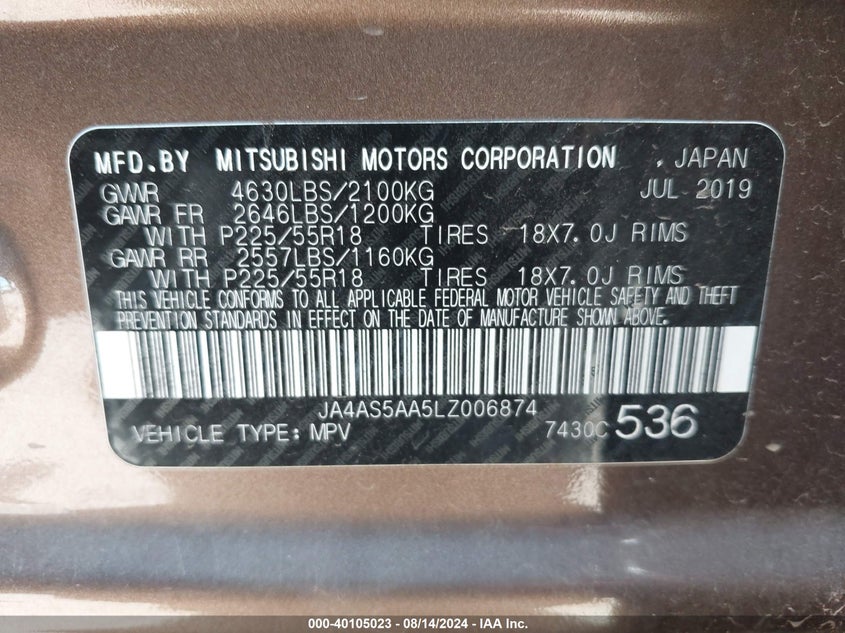 MFD.BY MITSUBISHI MOTORS CORPORATION . JAPAN
GVWR 4630LBS/2100KG JUL 2019
GAWR FR 2646LBS/1200KG
WITH P225/55R18 TIRES 18X7.0J RIMS
GAWR RR 2557LBS/1160KG
WITH P225/55R18 TIRES 18X7.0J RIMS
THIS VEHICLE CONFORMS TO ALL APPLICABLE FEDERAL MOTOR VEHICLE SAFETY AND THEFT
PREVENTION STANDARDS IN EFFECT ON THE DATE OF MANUFACTURE SHOWN ABOVE.
JA4AS5AA5LZ006874
VEHICLE TYPE: MPV 7430C 536
000-40105023 - 08/14/2024 - IAA Inc.